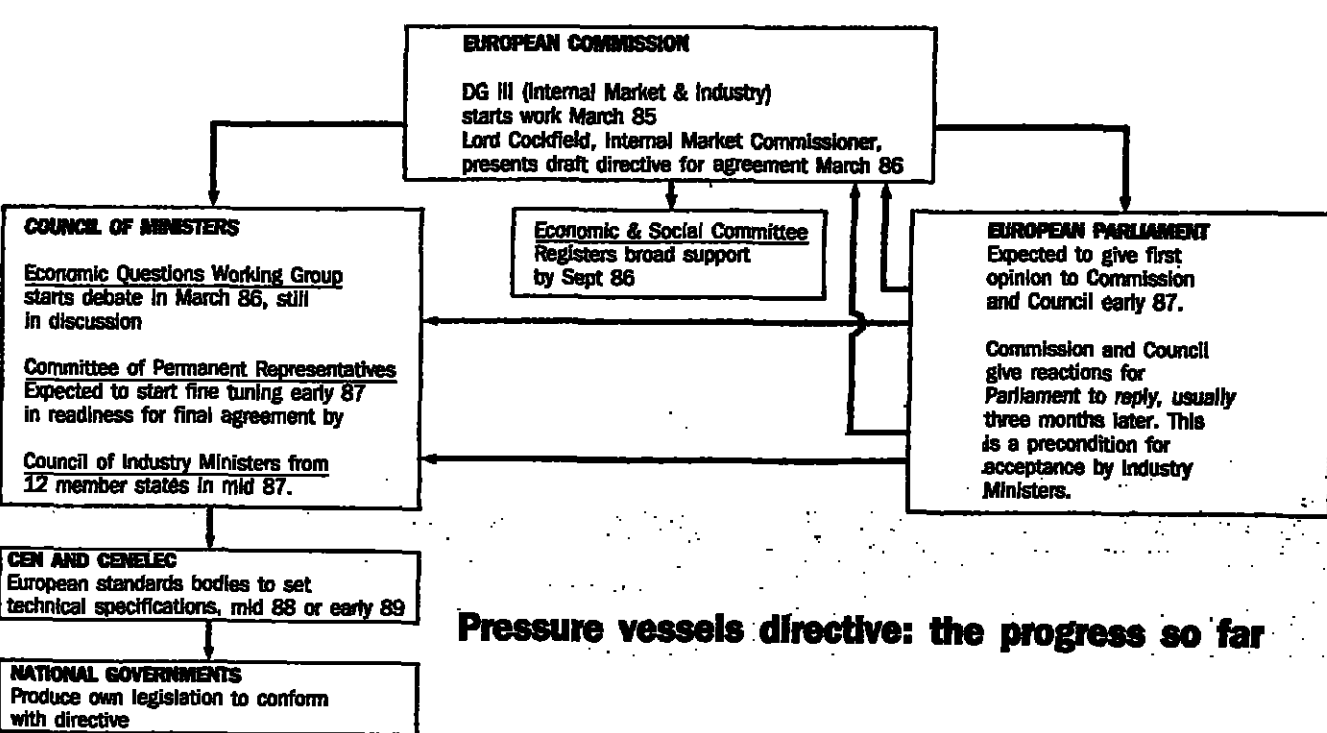 EUROPEAN COMMISSION
DG III (Internal Market & Industry)
starts work March 85
Lord Cockfield, Internal Market Commissioner,
presents draft directive for agreement March 86
COUNCIL OF MINISTERS
Economic Questions Working Group
starts debate in March 86, still
in discussion
Committee of Permanent Representatives
Expected to start fine tuning early 87
in readiness for final agreement by
Council of Industry Ministers from
12 member states in mid 87.
Economic & Social Committee
Registers broad support
by Sept 86
EUROPEAN PARLIAMENT
Expected to give first
opinion to Commission
and Council early 87.
Commission and Council
give reactions for
Parliament to reply, usually
three months later. This
is a precondition for
acceptance by Industry
Ministers.
CEN AND CENELEC
European standards bodies to set
technical specifications, mid 88 or early 89
NATIONAL GOVERNMENTS
Produce own legislation to conform
with directive
Pressure vessels directive: the progress so far